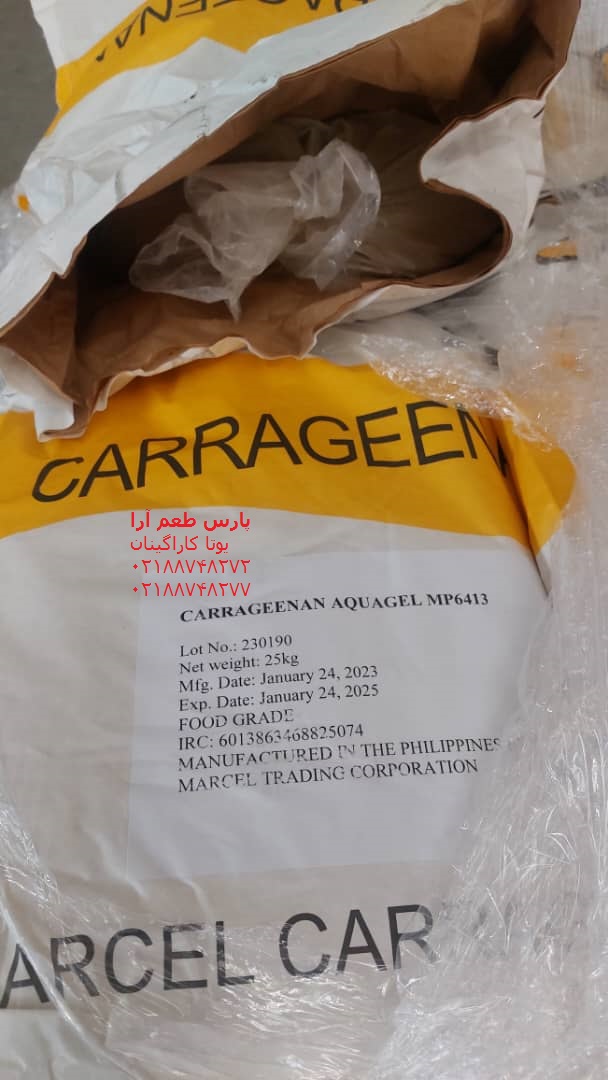 CARRAGEEN
پارس طعم آرا
یوتا کاراگینان
۰۲۱۸۸۷۴۸۲۷۲
۰۲۱۸۸۷۴۸۲۷۷
CARRAGEENAN AQUAGEL MP6413
Lot No.: 230190
Net weight: 25kg
Mfg. Date: January 24, 2023
Exp. Date: January 24, 2025
FOOD GRADE
IRC: 6013863468825074
MANUFACTURED IN THE PHILIPPINES
MARCEL TRADING CORPORATION
ARCEL CAR